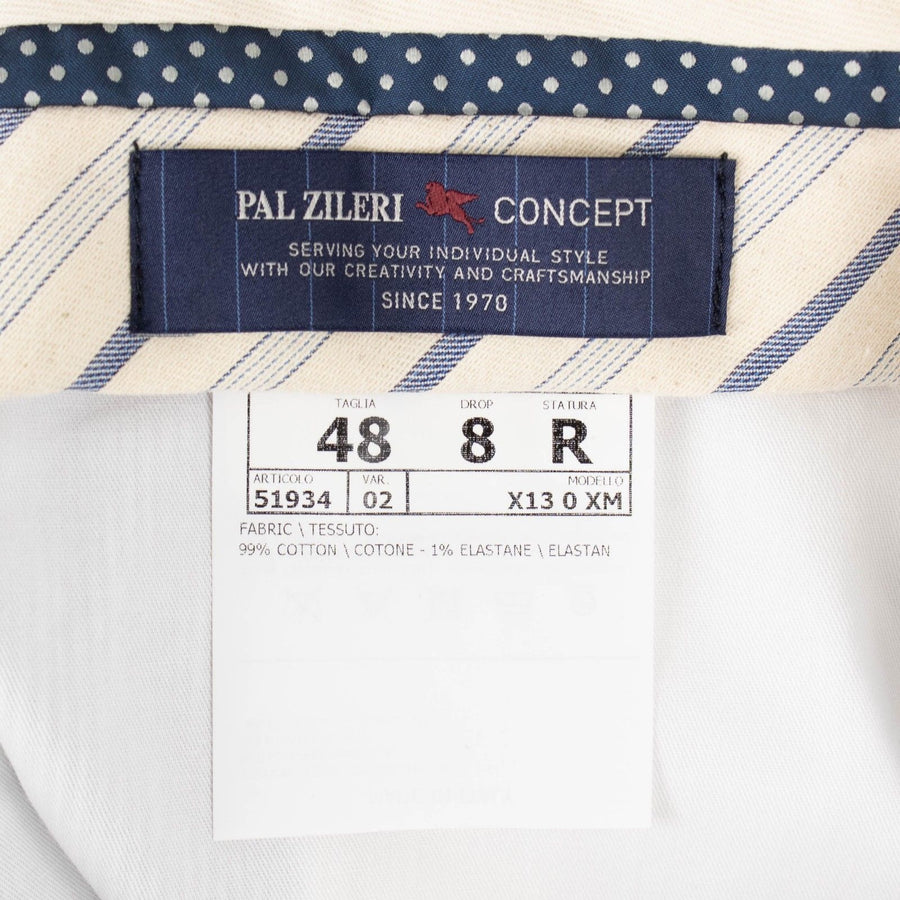 PAL ZILERI CONCEPT
SERVING YOUR INDIVIDUAL STYLE
WITH OUR CREATIVITY AND CRAFTSMANSHIP
SINCE 1970
TAGLIA DROP STATURA
48 8 R
ARTICOLO VAR. MODELLO
51934 02 X13 0 XM
FABRIC \ TESSUTO:
99% COTTON \ COTONE - 1% ELASTANE \ ELASTAN